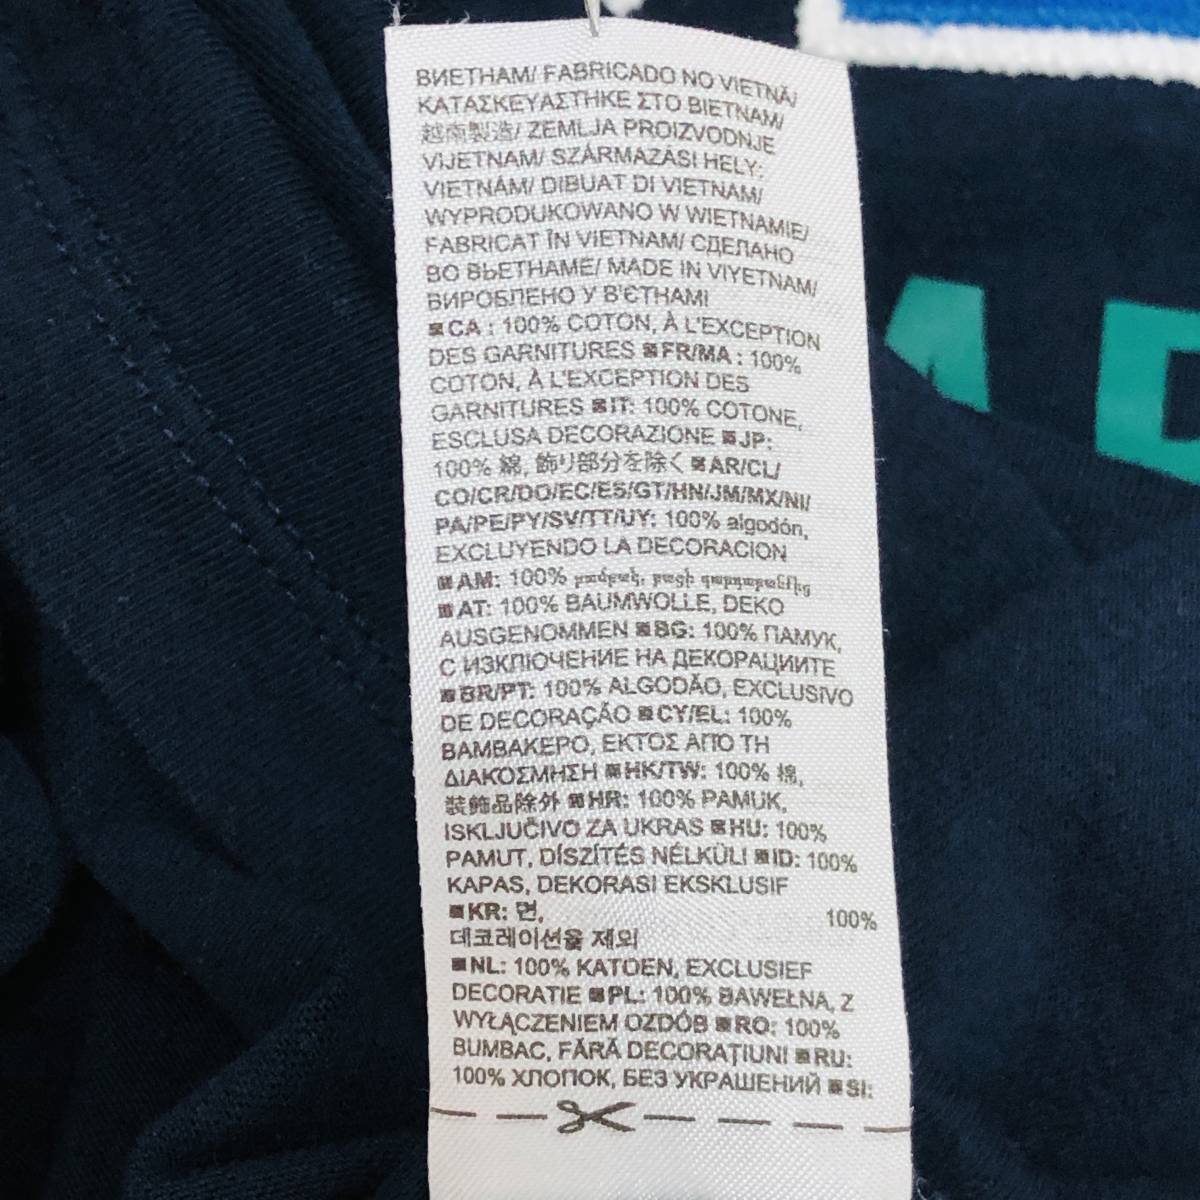 ВИЕТНАМ/ FABRICADO NO VIETNÃ/
ΚΑΤΑΣΚΕΥΑΣΤΗΚΕ ΣΤΟ ΒΙΕΤΝΑΜ/
越南製造/ ZEMLJA PROIZVODNJE
VIJETNAM/ SZÁRMAZÁSI HELY:
VIETNÁM/ DIBUAT DI VIETNAM/
WYPRODUKOWANO W WIETNAMIE/
FABRICAT ÎN VIETNAM/ СДЕЛАНО
ВО ВЬЕТНАМЕ/ MADE IN VIYETNAM/
ВИРОБЛЕНО У В'ЄТНАМІ
■CA : 100% COTON, À L'EXCEPTION
DES GARNITURES ■FR/MA : 100%
COTON, À L'EXCEPTION DES
GARNITURES ■IT: 100% COTONE,
ESCLUSA DECORAZIONE ■JP:
100% 綿, 飾り部分を除く ■AR/CL/
CO/CR/DO/EC/ES/GT/HN/JM/MX/NI/
PA/PE/PY/SV/TT/UY: 100% algodón,
EXCLUYENDO LA DECORACION
■AM: 100% բամբակ, բացի զարդարանքից
■AT: 100% BAUMWOLLE, DEKO
AUSGENOMMEN ■BG: 100% ПАМУК,
С ИЗКЛЮЧЕНИЕ НА ДЕКОРАЦИИТЕ
■BR/PT: 100% ALGODÃO, EXCLUSIVO
DE DECORAÇÃO ■CY/EL: 100%
ΒΑΜΒΑΚΕΡΟ, ΕΚΤΟΣ ΑΠΟ ΤΗ
ΔΙΑΚΟΣΜΗΣΗ ■HK/TW: 100% 棉,
裝飾品除外 ■HR: 100% PAMUK,
ISKLJUČIVO ZA UKRAS ■HU: 100%
PAMUT, DÍSZÍTÉS NÉLKÜLI ■ID: 100%
KAPAS, DEKORASI EKSKLUSIF
■KR: 면, 100%
데코레이션을 제외
■NL: 100% KATOEN, EXCLUSIEF
DECORATIE ■PL: 100% BAWEŁNA, Z
WYŁĄCZENIEM OZDÓB ■RO: 100%
BUMBAC, FĂRĂ DECORAŢIUNI ■RU:
100% ХЛОПОК, БЕЗ УКРАШЕНИЙ ■SI: